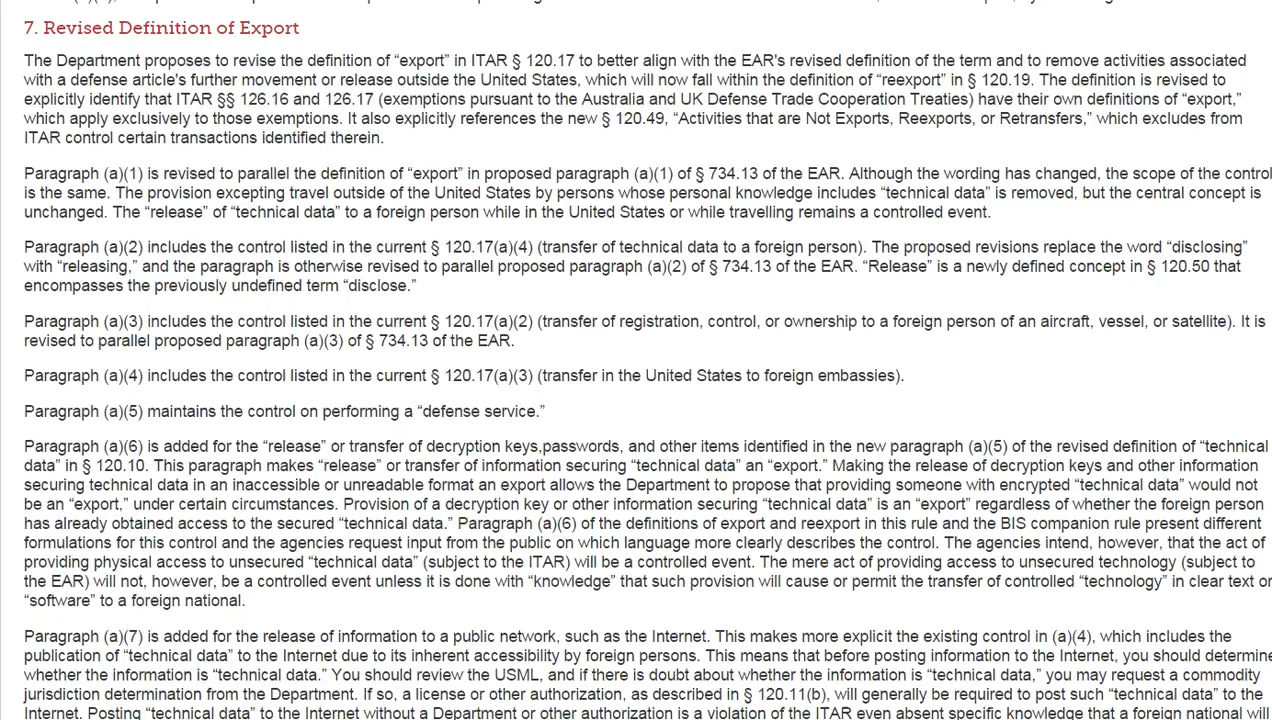 7. Revised Definition of Export
The Department proposes to revise the definition of “export” in ITAR § 120.17 to better align with the EAR's revised definition of the term and to remove activities associated
with a defense article's further movement or release outside the United States, which will now fall within the definition of “reexport” in § 120.19. The definition is revised to
explicitly identify that ITAR §§ 126.16 and 126.17 (exemptions pursuant to the Australia and UK Defense Trade Cooperation Treaties) have their own definitions of “export,”
which apply exclusively to those exemptions. It also explicitly references the new § 120.49, “Activities that are Not Exports, Reexports, or Retransfers,” which excludes from
ITAR control certain transactions identified therein.
Paragraph (a)(1) is revised to parallel the definition of “export” in proposed paragraph (a)(1) of § 734.13 of the EAR. Although the wording has changed, the scope of the control
is the same. The provision excepting travel outside of the United States by persons whose personal knowledge includes “technical data” is removed, but the central concept is
unchanged. The “release” of “technical data” to a foreign person while in the United States or while travelling remains a controlled event.
Paragraph (a)(2) includes the control listed in the current § 120.17(a)(4) (transfer of technical data to a foreign person). The proposed revisions replace the word “disclosing”
with “releasing,” and the paragraph is otherwise revised to parallel proposed paragraph (a)(2) of § 734.13 of the EAR. “Release” is a newly defined concept in § 120.50 that
encompasses the previously undefined term “disclose.”
Paragraph (a)(3) includes the control listed in the current § 120.17(a)(2) (transfer of registration, control, or ownership to a foreign person of an aircraft, vessel, or satellite). It is
revised to parallel proposed paragraph (a)(3) of § 734.13 of the EAR.
Paragraph (a)(4) includes the control listed in the current § 120.17(a)(3) (transfer in the United States to foreign embassies).
Paragraph (a)(5) maintains the control on performing a “defense service.”
Paragraph (a)(6) is added for the “release” or transfer of decryption keys,passwords, and other items identified in the new paragraph (a)(5) of the revised definition of “technical
data” in § 120.10. This paragraph makes “release” or transfer of information securing “technical data” an “export.” Making the release of decryption keys and other information
securing technical data in an inaccessible or unreadable format an export allows the Department to propose that providing someone with encrypted “technical data” would not
be an “export,” under certain circumstances. Provision of a decryption key or other information securing “technical data” is an “export” regardless of whether the foreign person
has already obtained access to the secured “technical data.” Paragraph (a)(6) of the definitions of export and reexport in this rule and the BIS companion rule present different
formulations for this control and the agencies request input from the public on which language more clearly describes the control. The agencies intend, however, that the act of
providing physical access to unsecured “technical data” (subject to the ITAR) will be a controlled event. The mere act of providing access to unsecured technology (subject to
the EAR) will not, however, be a controlled event unless it is done with “knowledge” that such provision will cause or permit the transfer of controlled “technology” in clear text or
“software” to a foreign national.
Paragraph (a)(7) is added for the release of information to a public network, such as the Internet. This makes more explicit the existing control in (a)(4), which includes the
publication of “technical data” to the Internet due to its inherent accessibility by foreign persons. This means that before posting information to the Internet, you should determine
whether the information is “technical data.” You should review the USML, and if there is doubt about whether the information is “technical data,” you may request a commodity
jurisdiction determination from the Department. If so, a license or other authorization, as described in § 120.11(b), will generally be required to post such “technical data” to the
Internet. Posting “technical data” to the Internet without a Department or other authorization is a violation of the ITAR even absent specific knowledge that a foreign national will